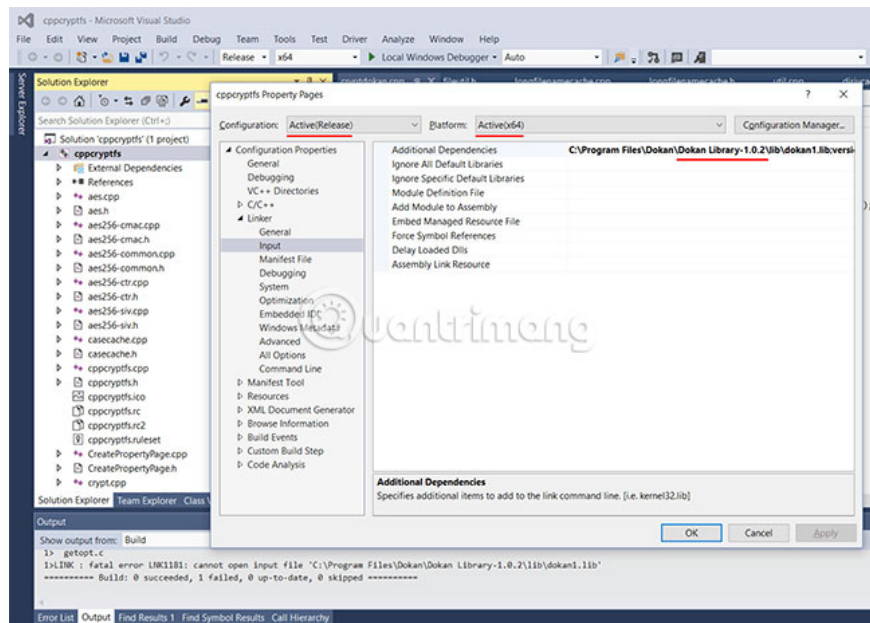 cppcryptfs - Microsoft Visual Studio
File Edit View Project Build Debug Team Tools Test Driver Analyze Window Help
Release x64 Local Windows Debugger Auto
Server Explorer
Solution Explorer
Search Solution Explorer (Ctrl+;)
Solution 'cppcryptfs' (1 project)
cppcryptfs
External Dependencies
References
aes.cpp
aes.h
aes256-cmac.cpp
aes256-cmac.h
aes256-common.cpp
aes256-common.h
aes256-ctr.cpp
aes256-ctr.h
aes256-siv.cpp
aes256-siv.h
casecache.cpp
casecache.h
cppcryptfs.cpp
cppcryptfs.h
cppcryptfs.ico
cppcryptfs.rc
cppcryptfs.rc2
cppcryptfs.ruleset
CreatePropertyPage.cpp
CreatePropertyPage.h
crypt.cpp
Solution Explorer Team Explorer Class V
cppcryptfs Property Pages
? X
Configuration: Active(Release) Platform: Active(x64) Configuration Manager...
Configuration Properties
General
Debugging
VC++ Directories
C/C++
Linker
General
Input
Manifest File
Debugging
System
Optimization
Embedded IDL
Windows Metadata
Advanced
All Options
Command Line
Manifest Tool
Resources
XML Document Generator
Browse Information
Build Events
Custom Build Step
Code Analysis
Additional Dependencies C:\Program Files\Dokan\Dokan Library-1.0.2\lib\dokan1.lib;versi
Ignore All Default Libraries
Ignore Specific Default Libraries
Module Definition File
Add Module to Assembly
Embed Managed Resource File
Force Symbol References
Delay Loaded Dlls
Assembly Link Resource
Quantrimang
Additional Dependencies
Specifies additional items to add to the link command line. [i.e. kernel32.lib]
OK Cancel Apply
Output
Show output from: Build
1> getopt.c
1>LINK : fatal error LNK1181: cannot open input file 'C:\Program Files\Dokan\Dokan Library-1.0.2\lib\dokan1.lib'
========== Build: 0 succeeded, 1 failed, 0 up-to-date, 0 skipped ==========
Error List Output Find Results 1 Find Symbol Results Call Hierarchy